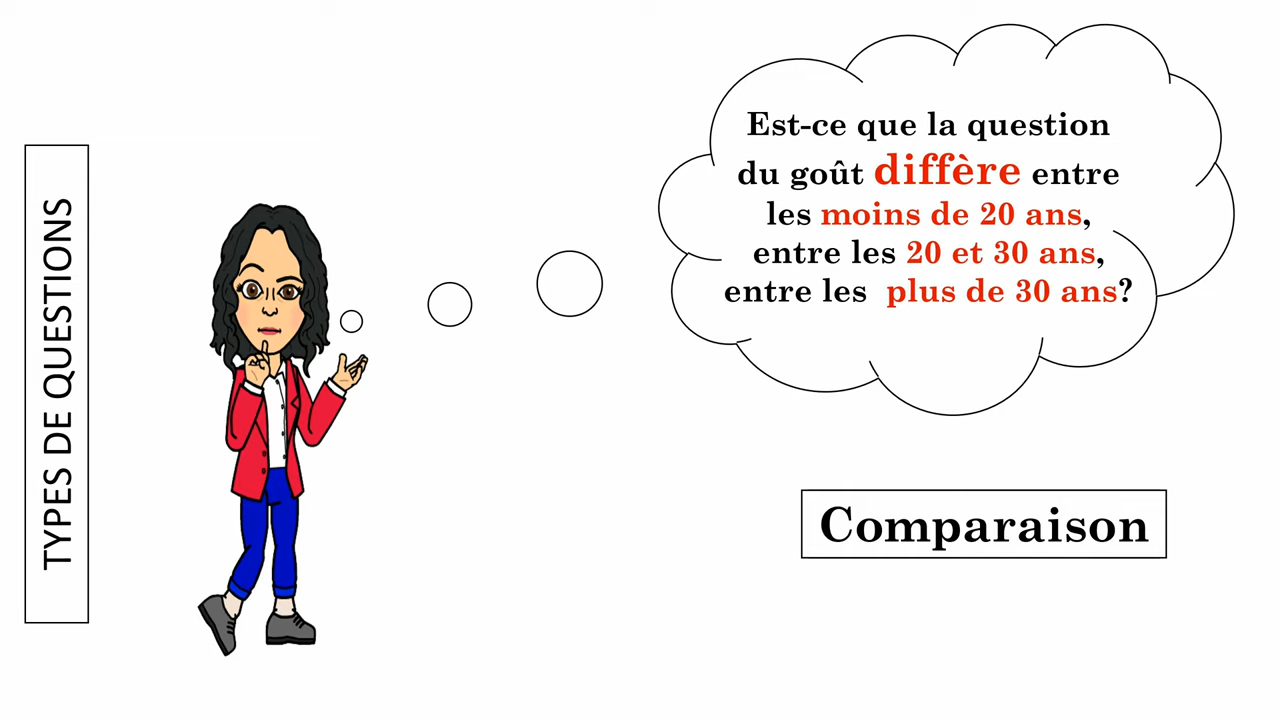 TYPES DE QUESTIONS
Est-ce que la question
du goût diffère entre
les moins de 20 ans,
entre les 20 et 30 ans,
entre les plus de 30 ans?
Comparaison